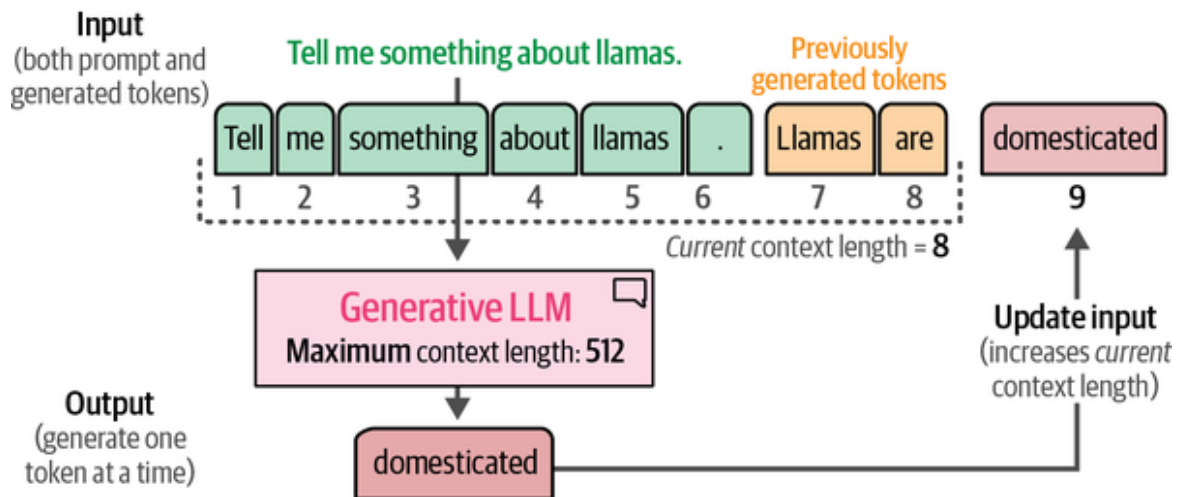 Input
(both prompt and
generated tokens)
Tell me something about llamas.
Previously
generated tokens
Tell me something about llamas . Llamas are domesticated
1 2 3 4 5 6 7 8 9
Current context length = 8
Generative LLM
Maximum context length: 512
Update input
(increases current
context length)
Output
(generate one
token at a time)
domesticated